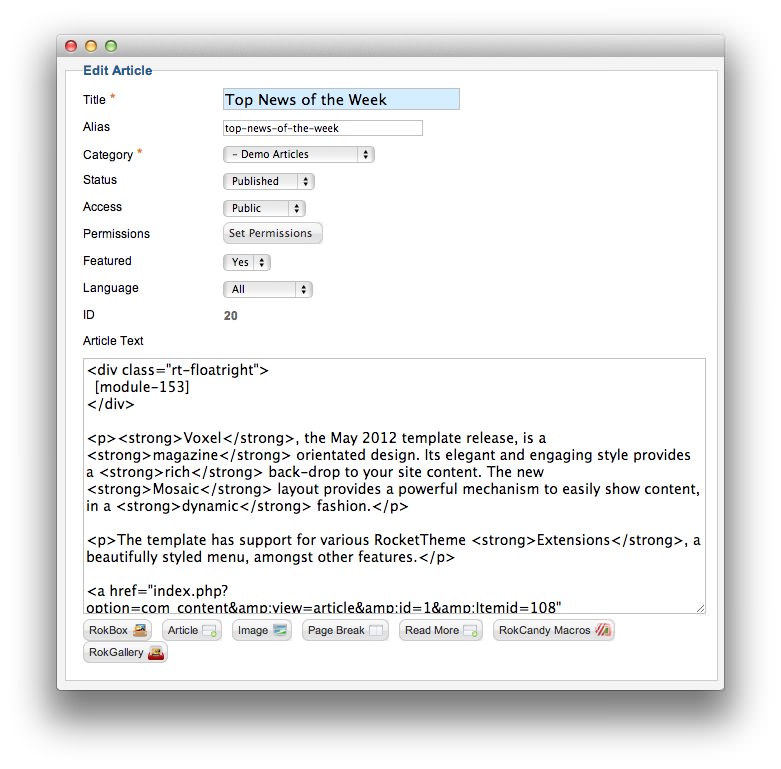 Edit Article
Title *
Top News of the Week
Alias
top-news-of-the-week
Category *
- Demo Articles
Status
Published
Access
Public
Permissions
Set Permissions
Featured
Yes
Language
All
ID
20
Article Text
<div class="rt-floatright">
[module-153]
</div>
<p><strong>Voxel</strong>, the May 2012 template release, is a
<strong>magazine</strong> orientated design. Its elegant and engaging style provides
a <strong>rich</strong> back-drop to your site content. The new
<strong>Mosaic</strong> layout provides a powerful mechanism to easily show content,
in a <strong>dynamic</strong> fashion.</p>
<p>The template has support for various RocketTheme <strong>Extensions</strong>, a
beautifully styled menu, amongst other features.</p>
<a href="index.php?
option=com_content&amp;view=article&amp;id=1&amp;Itemid=108"
RokBox
Article
Image
Page Break
Read More
RokCandy Macros
RokGallery